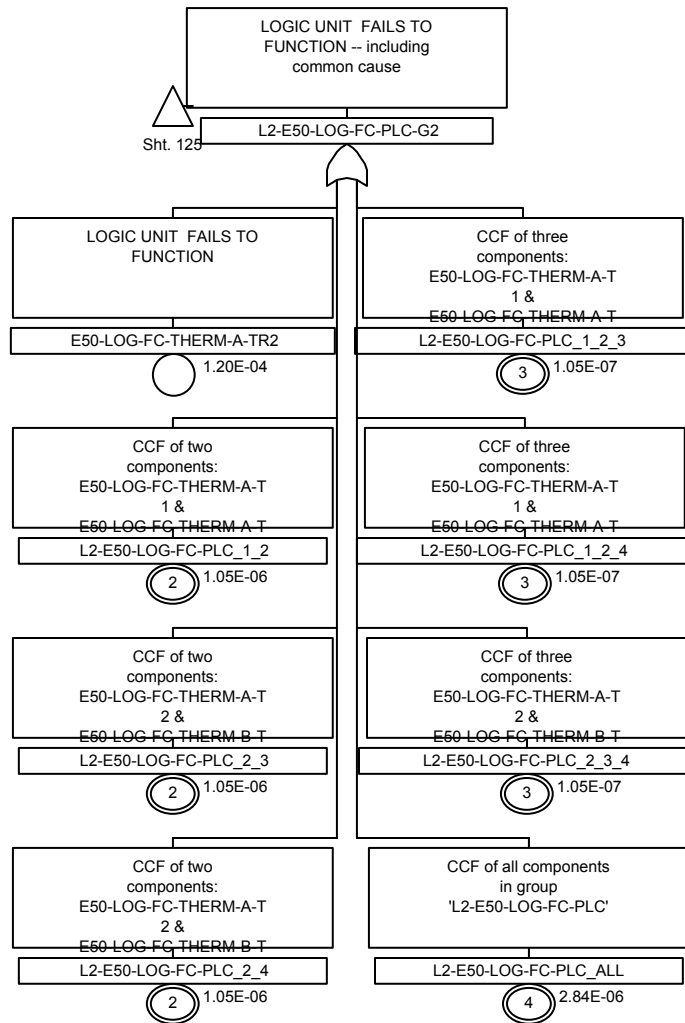 LOGIC UNIT FAILS TO
FUNCTION -- including
common cause
Sht. 125
L2-E50-LOG-FC-PLC-G2
LOGIC UNIT FAILS TO
FUNCTION
E50-LOG-FC-THERM-A-TR2
1.20E-04
CCF of three
components:
E50-LOG-FC-THERM-A-T
1 &
E50-LOG-FC-THERM-A-T
L2-E50-LOG-FC-PLC_1_2_3
3
1.05E-07
CCF of two
components:
E50-LOG-FC-THERM-A-T
1 &
E50-LOG-FC-THERM-A-T
L2-E50-LOG-FC-PLC_1_2
2
1.05E-06
CCF of three
components:
E50-LOG-FC-THERM-A-T
1 &
E50-LOG-FC-THERM-A-T
L2-E50-LOG-FC-PLC_1_2_4
3
1.05E-07
CCF of two
components:
E50-LOG-FC-THERM-A-T
2 &
E50-LOG-FC-THERM-B-T
L2-E50-LOG-FC-PLC_2_3
2
1.05E-06
CCF of three
components:
E50-LOG-FC-THERM-A-T
2 &
E50-LOG-FC-THERM-B-T
L2-E50-LOG-FC-PLC_2_3_4
3
1.05E-07
CCF of two
components:
E50-LOG-FC-THERM-A-T
2 &
E50-LOG-FC-THERM-B-T
L2-E50-LOG-FC-PLC_2_4
2
1.05E-06
CCF of all components
in group
'L2-E50-LOG-FC-PLC'
L2-E50-LOG-FC-PLC_ALL
4
2.84E-06